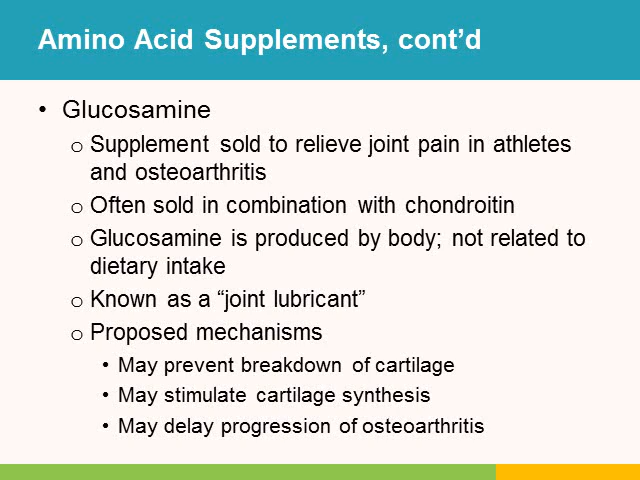 Amino Acid Supplements, cont’d
• Glucosamine
o Supplement sold to relieve joint pain in athletes
and osteoarthritis
o Often sold in combination with chondroitin
o Glucosamine is produced by body; not related to
dietary intake
o Known as a “joint lubricant”
o Proposed mechanisms
• May prevent breakdown of cartilage
• May stimulate cartilage synthesis
• May delay progression of osteoarthritis